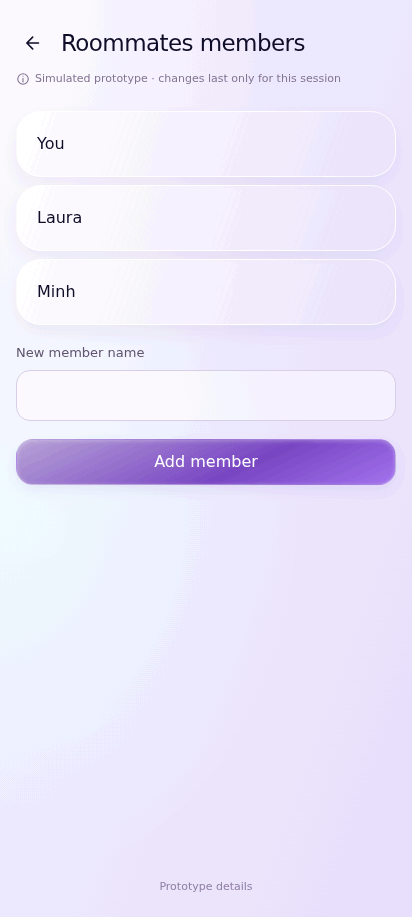 Roommates members
Simulated prototype · changes last only for this session
You
Laura
Minh
New member name
Add member
Prototype details